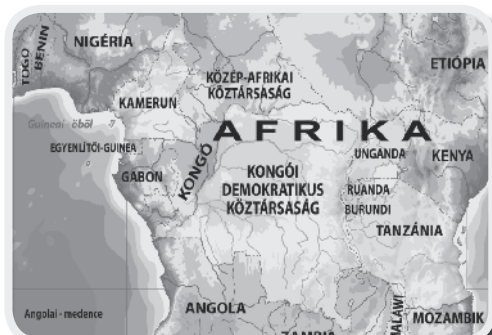 TOGO
BENIN
NIGÉRIA
ETIÓPIA
KÖZÉP-AFRIKAI
KÖZTÁRSASÁG
KAMERUN
Guineai - öböl
AFRIKA
EGYENLÍTŐI-GUINEA
UNGANDA
KENYA
GABON
KONGÓ
KONGÓI
DEMOKRATIKUS
KÖZTÁRSASÁG
RUANDA
BURUNDI
TANZÁNIA
Angolai - medence
ANGOLA
ZAMBIA
MALAWI
MOZAMBIK